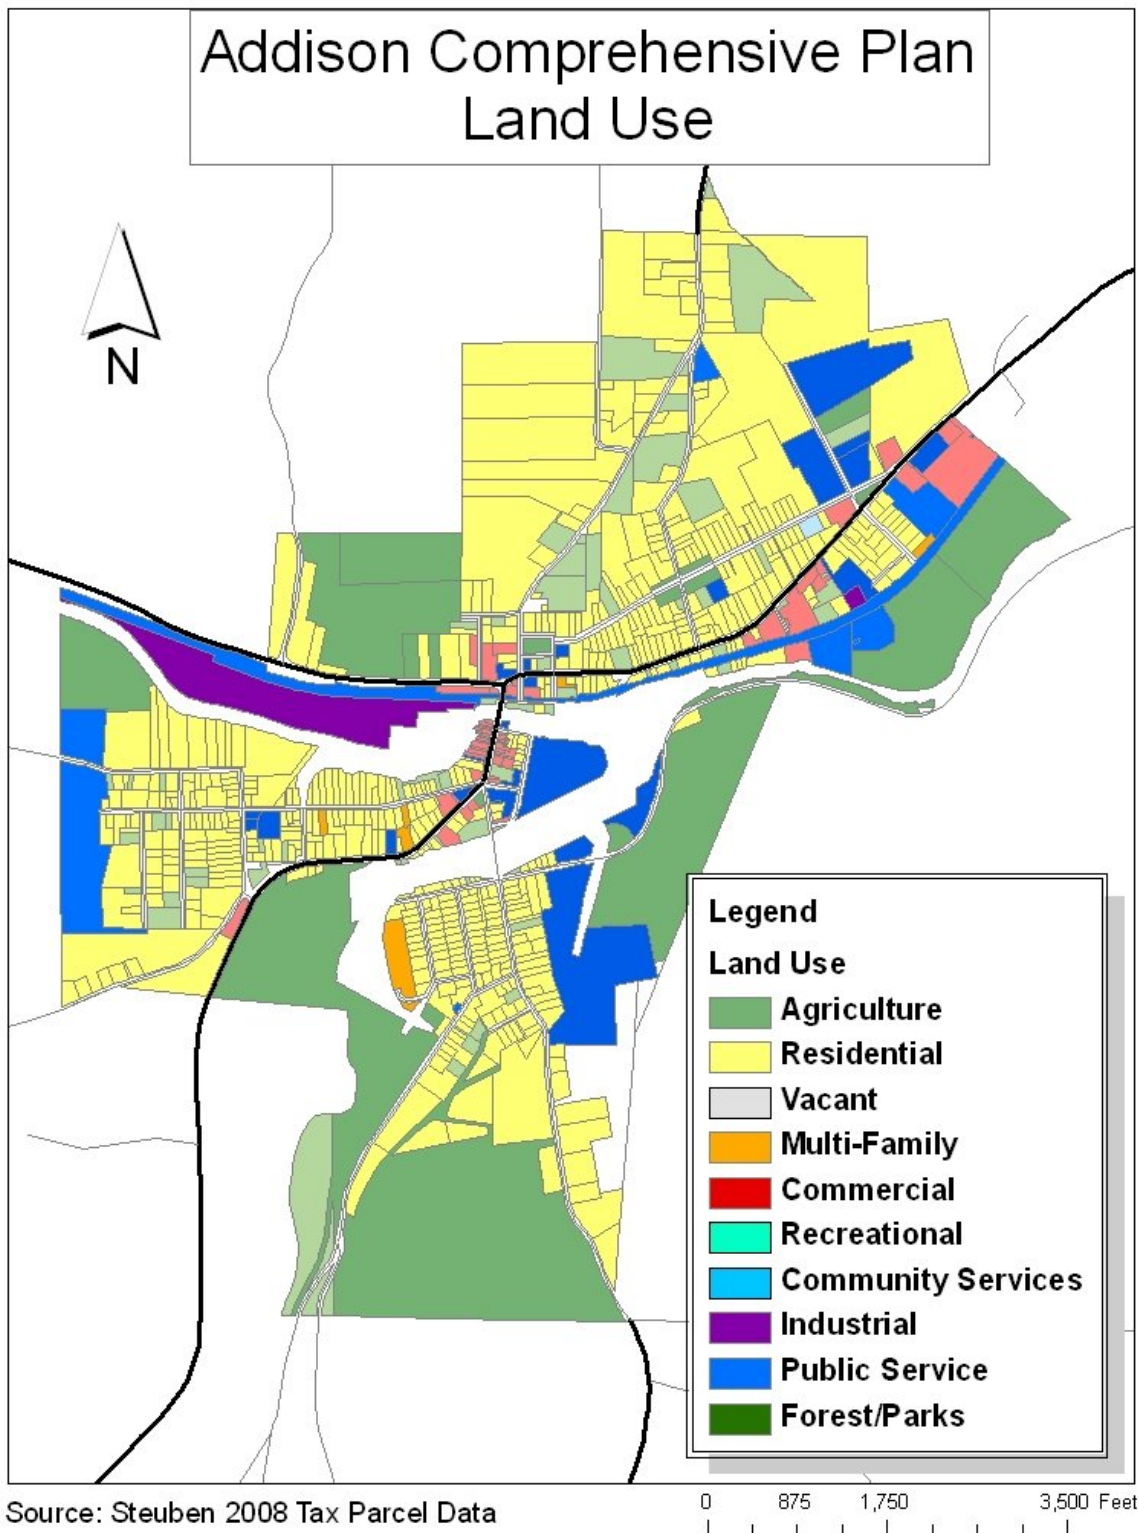 Addison Comprehensive Plan
Land Use
N
Legend
Land Use
Agriculture
Residential
Vacant
Multi-Family
Commercial
Recreational
Community Services
Industrial
Public Service
Forest/Parks
Source: Steuben 2008 Tax Parcel Data
0 875 1,750 3,500 Feet